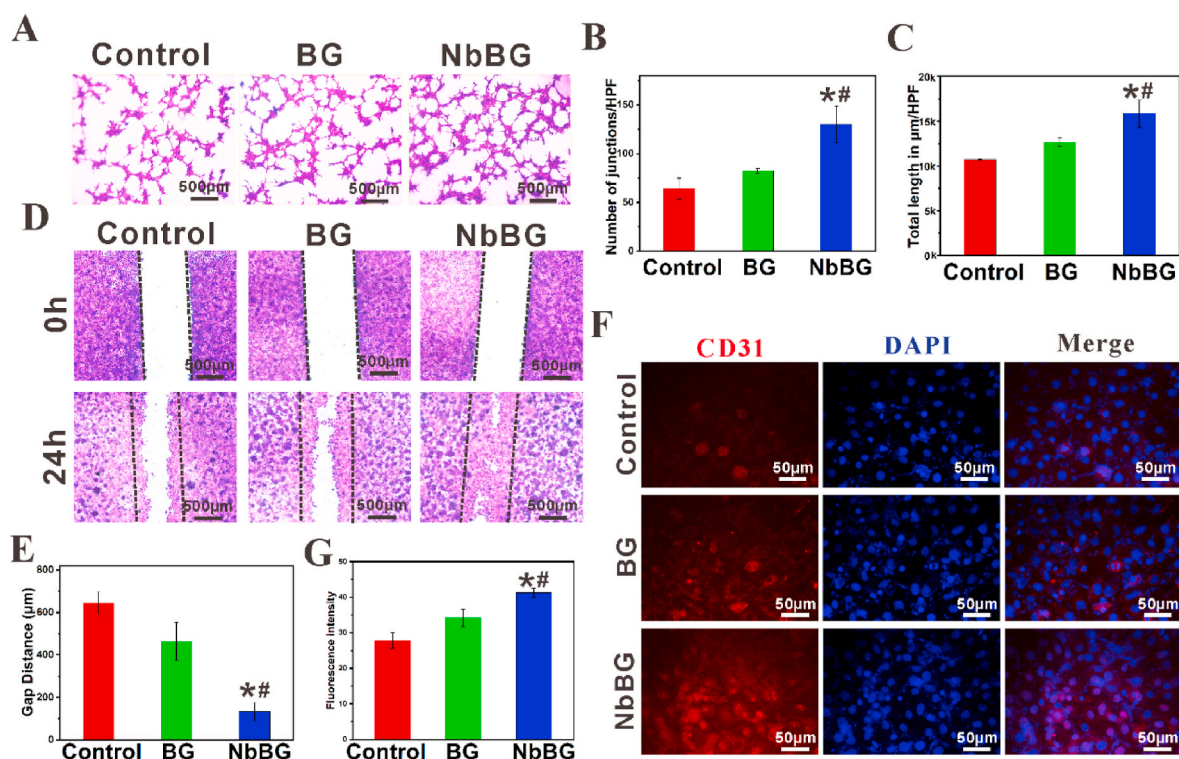 A
Control BG NbBG
500μm 500μm 500μm
B
Number of junctions/HPF
150
100
50
0
*#
Control BG NbBG
C
Total length in μm/HPF
20k
15k
10k
5k
0k
*#
Control BG NbBG
D
Control BG NbBG
0h
500μm 500μm 500μm
24h
500μm 500μm 500μm
E
Gap Distance (μm)
800
600
400
200
0
*#
Control BG NbBG
G
Fluorescence Intensity
50
40
30
20
10
0
*#
Control BG NbBG
F
CD31 DAPI Merge
Control
50μm 50μm 50μm
BG
50μm 50μm 50μm
NbBG
50μm 50μm 50μm